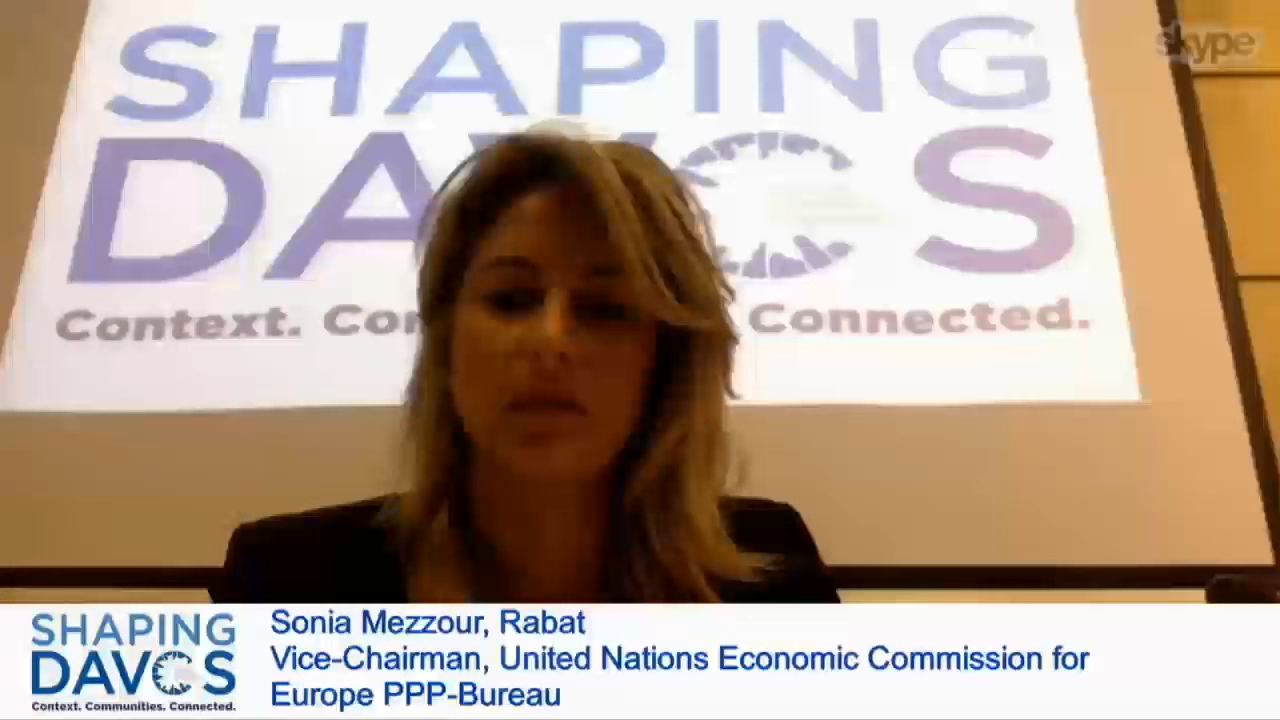 skype
SHAPING
DAVOS
Context. Con Connected.
SHAPING
DAVOS
Context. Communities. Connected.
Sonia Mezzour, Rabat
Vice-Chairman, United Nations Economic Commission for
Europe PPP-Bureau